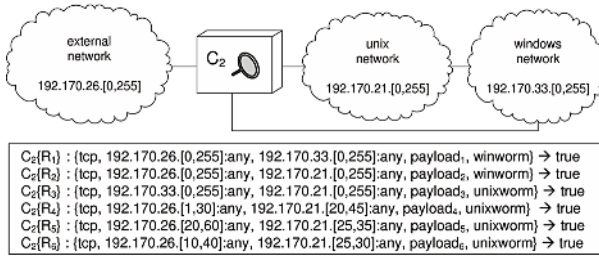 external
network
192.170.26.[0,255]
C₂
unix
network
192.170.21.[0,255]
windows
network
192.170.33.[0,255]
C₂{R₁} : {tcp, 192.170.26.[0,255]:any, 192.170.33.[0,255]:any, payload₁, winworm} → true
C₂{R₂} : {tcp, 192.170.26.[0,255]:any, 192.170.21.[0,255]:any, payload₂, winworm} → true
C₂{R₃} : {tcp, 192.170.33.[0,255]:any, 192.170.21.[0,255]:any, payload₃, unixworm} → true
C₂{R₄} : {tcp, 192.170.26.[1,30]:any, 192.170.21.[20,45]:any, payload₄, unixworm} → true
C₂{R₅} : {tcp, 192.170.26.[20,60]:any, 192.170.21.[25,35]:any, payload₅, unixworm} → true
C₂{R₆} : {tcp, 192.170.26.[10,40]:any, 192.170.21.[25,30]:any, payload₆, unixworm} → true